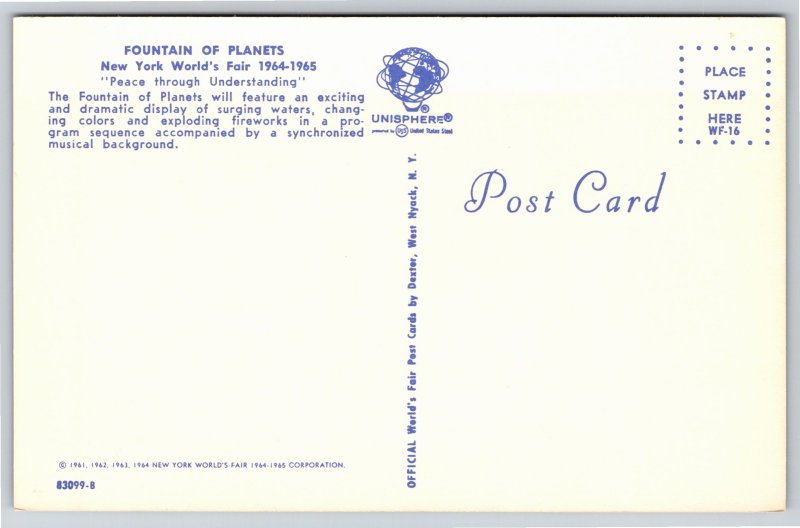 FOUNTAIN OF PLANETS
New York World's Fair 1964-1965
"Peace through Understanding"
The Fountain of Planets will feature an exciting
and dramatic display of surging waters, chang-
ing colors and exploding fireworks in a pro-
gram sequence accompanied by a synchronized
musical background.
®
UNISPHERE®
presented by USS United States Steel
PLACE
STAMP
HERE
WF-16
Post Card
OFFICIAL World's Fair Post Cards by Dexter, West Nyack, N. Y.
© 1961, 1962, 1963, 1964 NEW YORK WORLD'S FAIR 1964-1965 CORPORATION.
83099-B